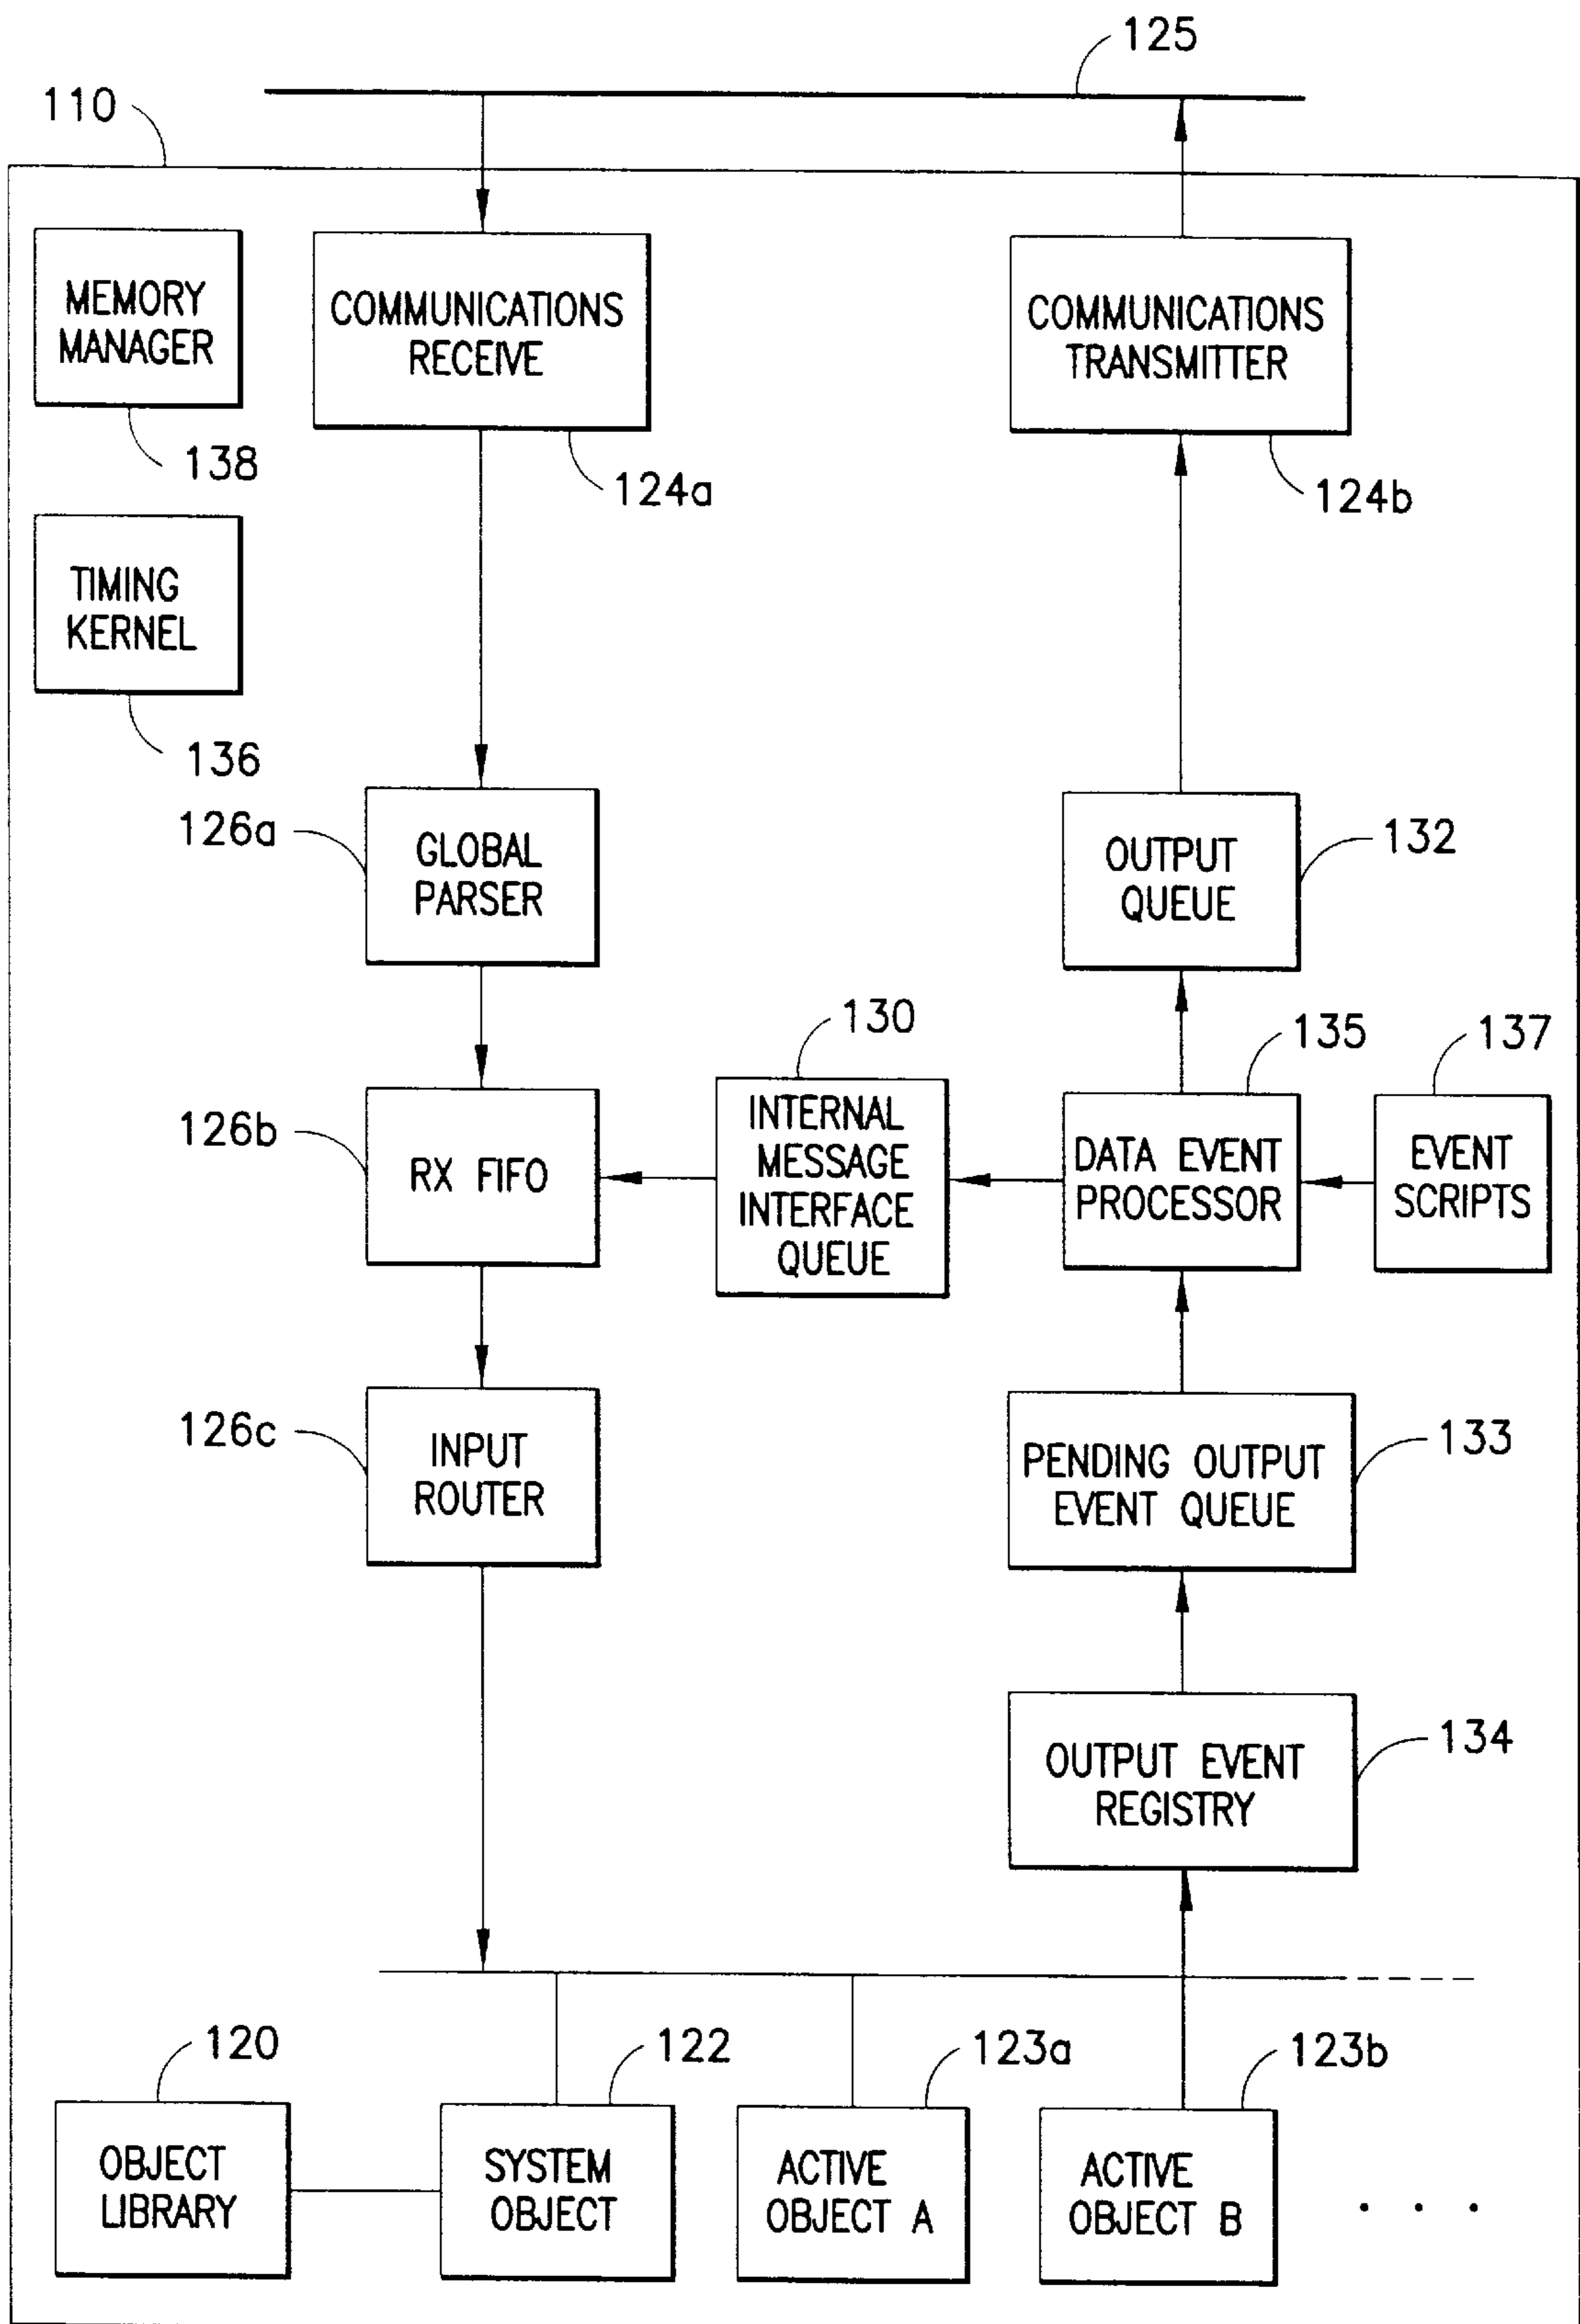 125
110
MEMORY
MANAGER
138
COMMUNICATIONS
RECEIVE
124a
COMMUNICATIONS
TRANSMITTER
124b
TIMING
KERNEL
136
126a
GLOBAL
PARSER
OUTPUT
QUEUE
132
126b
RX FIFO
130
INTERNAL
MESSAGE
INTERFACE
QUEUE
135
DATA EVENT
PROCESSOR
137
EVENT
SCRIPTS
126c
INPUT
ROUTER
PENDING OUTPUT
EVENT QUEUE
133
OUTPUT EVENT
REGISTRY
134
120
OBJECT
LIBRARY
122
SYSTEM
OBJECT
123a
ACTIVE
OBJECT A
123b
ACTIVE
OBJECT B
. . .